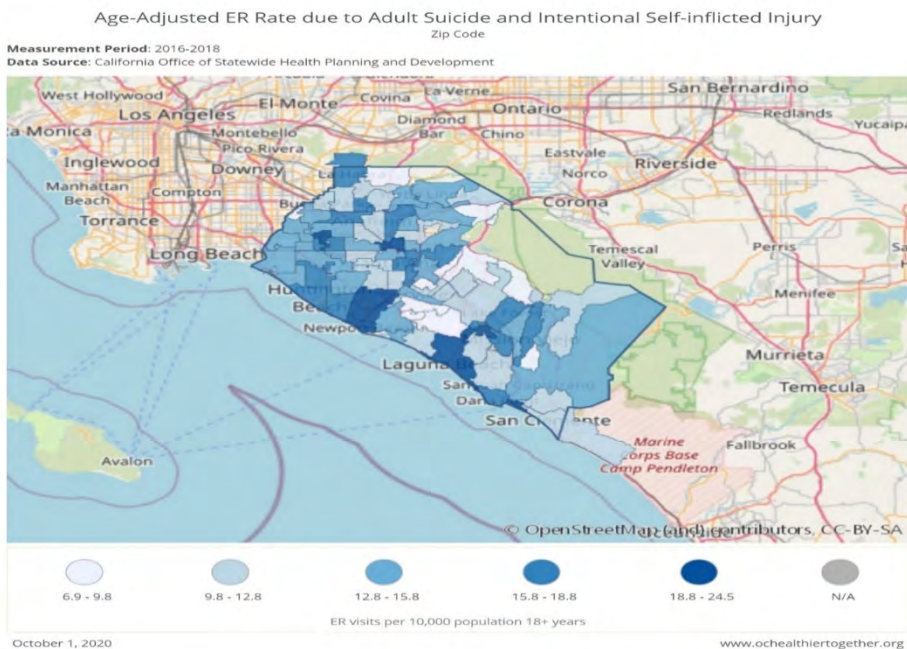 Age-Adjusted ER Rate due to Adult Suicide and Intentional Self-inflicted Injury
Zip Code
Measurement Period: 2016-2018
Data Source: California Office of Statewide Health Planning and Development
La Verne
San Bernardino
West Hollywood
El Monte
Covina
Los Angeles
Ontario
Redlands
Diamond Bar
Chino
Yucaipa
a Monica
Montebello
Pico Rivera
Eastvale
Riverside
Inglewood
Downey
Norco
Manhattan Beach
Compton
Corona
Torrance
Long Beach
Temescal Valley
Perris
Menifee
Newpo
Murrieta
Laguna Beach
Temecula
San Clemente
Marine
orps Base
Camp Pendleton
Fallbrook
Avalon
© OpenStreetMap (and) contributors, CC-BY-SA
6.9 - 9.8
9.8 - 12.8
12.8 - 15.8
15.8 - 18.8
18.8 - 24.5
N/A
ER visits per 10,000 population 18+ years
October 1, 2020
www.ochealthiertogether.org